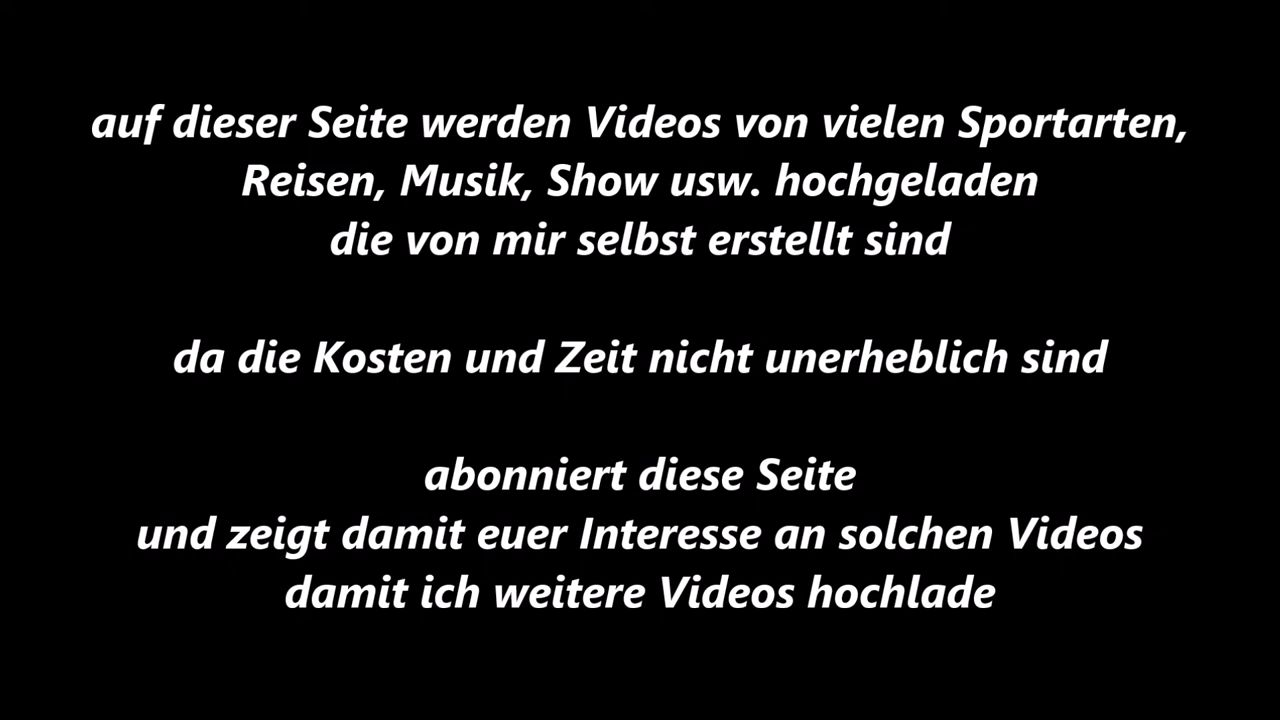 auf dieser Seite werden Videos von vielen Sportarten,
Reisen, Musik, Show usw. hochgeladen
die von mir selbst erstellt sind
da die Kosten und Zeit nicht unerheblich sind
abonniert diese Seite
und zeigt damit euer Interesse an solchen Videos
damit ich weitere Videos hochlade